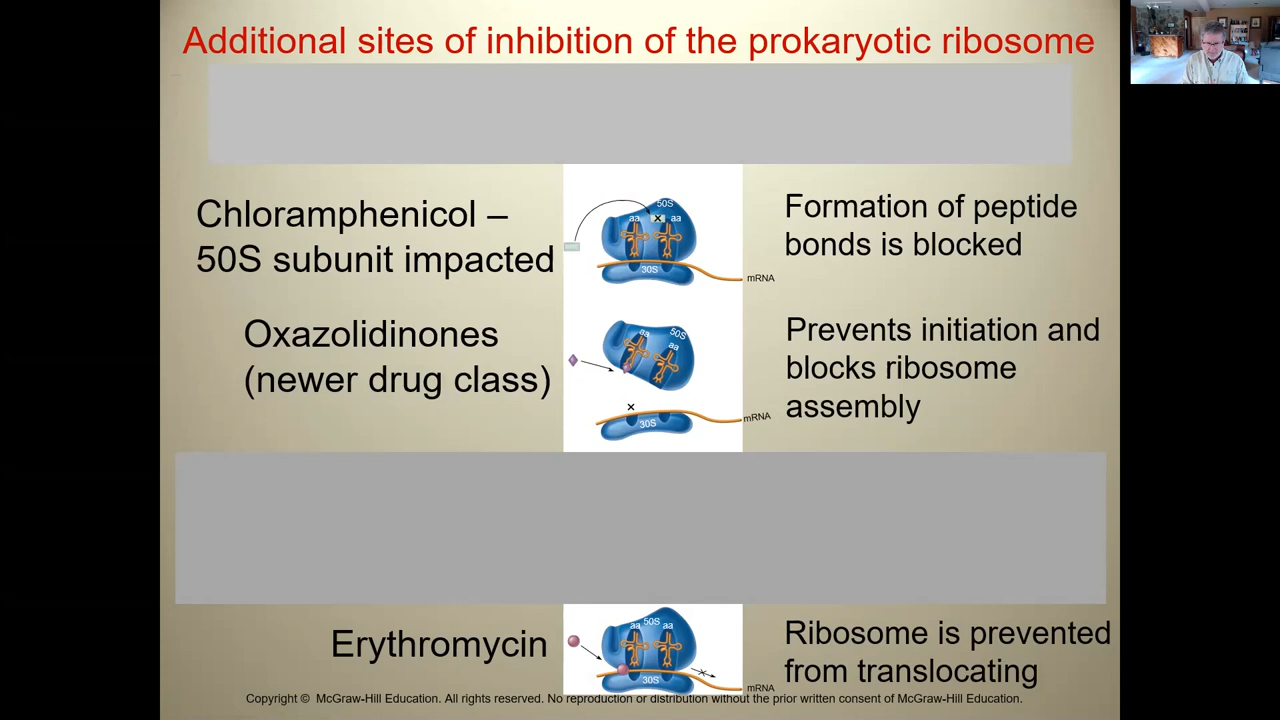 Additional sites of inhibition of the prokaryotic ribosome
Chloramphenicol –
50S subunit impacted
50S
aa
X
aa
30S
mRNA
Formation of peptide
bonds is blocked
Oxazolidinones
(newer drug class)
aa
50S
aa
X
30S
mRNA
Prevents initiation and
blocks ribosome
assembly
Erythromycin
aa
50S
aa
X
30S
mRNA
Ribosome is prevented
from translocating
Copyright © McGraw-Hill Education. All rights reserved. No reproduction or distribution without the prior written consent of McGraw-Hill Education.